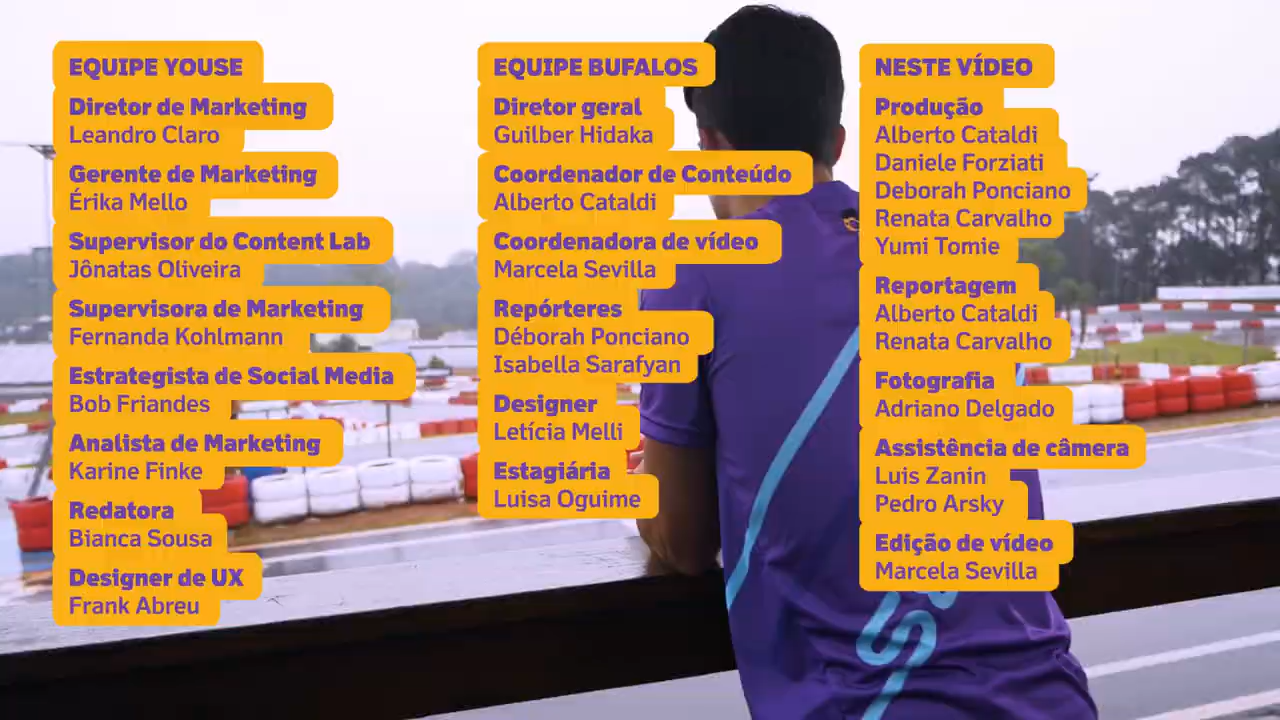 EQUIPE YOUSE
Diretor de Marketing
Leandro Claro
Gerente de Marketing
Érika Mello
Supervisor do Content Lab
Jônatas Oliveira
Supervisora de Marketing
Fernanda Kohlmann
Estrategista de Social Media
Bob Friandes
Analista de Marketing
Karine Finke
Redatora
Bianca Sousa
Designer de UX
Frank Abreu
EQUIPE BUFALOS
Diretor geral
Guilber Hidaka
Coordenador de Conteúdo
Alberto Cataldi
Coordenadora de vídeo
Marcela Sevilla
Repórteres
Déborah Ponciano
Isabella Sarafyan
Designer
Letícia Melli
Estagiária
Luisa Oguime
NESTE VÍDEO
Produção
Alberto Cataldi
Daniele Forziati
Deborah Ponciano
Renata Carvalho
Yumi Tomie
Reportagem
Alberto Cataldi
Renata Carvalho
Fotografia
Adriano Delgado
Assistência de câmera
Luis Zanin
Pedro Arsky
Edição de vídeo
Marcela Sevilla